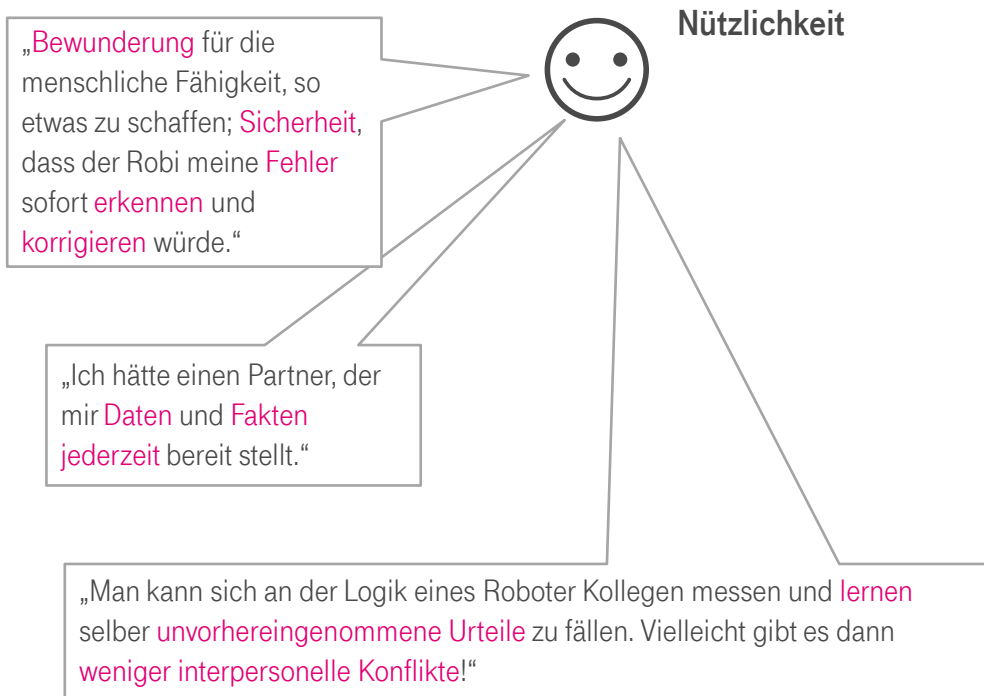 Nützlichkeit
„Bewunderung für die
menschliche Fähigkeit, so
etwas zu schaffen; Sicherheit,
dass der Robi meine Fehler
sofort erkennen und
korrigieren würde.“
„Ich hätte einen Partner, der
mir Daten und Fakten
jederzeit bereit stellt.“
„Man kann sich an der Logik eines Roboter Kollegen messen und lernen
selber unvorhereingenommene Urteile zu fällen. Vielleicht gibt es dann
weniger interpersonelle Konflikte!“